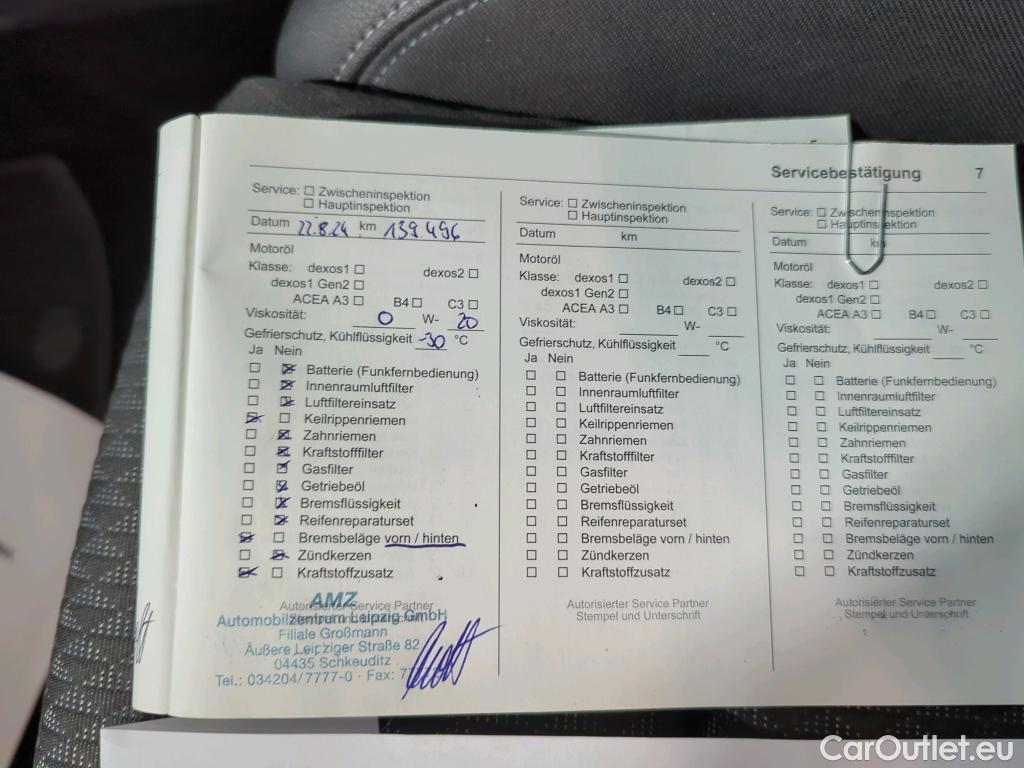 Servicebestätigung 7
Service: ☐ Zwischeninspektion
☐ Hauptinspektion
Datum 22.8.24 km 139.496
Motoröl
Klasse: dexos1 ☐ dexos2 ☐
dexos1 Gen2 ☐
ACEA A3 ☐ B4 ☐ C3 ☐
Viskosität: 0 W- 20
Gefrierschutz, Kühlflüssigkeit -30 °C
Ja Nein
☐ ☒ Batterie (Funkfernbedienung)
☐ ☒ Innenraumluftfilter
☐ ☒ Luftfiltereinsatz
☒ ☐ Keilrippenriemen
☐ ☒ Zahnriemen
☐ ☒ Kraftstofffilter
☐ ☒ Gasfilter
☐ ☒ Getriebeöl
☐ ☒ Bremsflüssigkeit
☐ ☒ Reifenreparaturset
☒ ☐ Bremsbeläge vorn / hinten
☐ ☒ Zündkerzen
☒ ☐ Kraftstoffzusatz
Autorisierter Service Partner
AMZ
Automobilzentrum Leipzig GmbH
Filiale Großmann
Äußere Leipziger Straße 82
04435 Schkeuditz
Tel.: 034204/7777-0 · Fax:
Service: ☐ Zwischeninspektion
☐ Hauptinspektion
Datum km
Motoröl
Klasse: dexos1 ☐ dexos2 ☐
dexos1 Gen2 ☐
ACEA A3 ☐ B4 ☐ C3 ☐
Viskosität: W-
Gefrierschutz, Kühlflüssigkeit °C
Ja Nein
☐ ☐ Batterie (Funkfernbedienung)
☐ ☐ Innenraumluftfilter
☐ ☐ Luftfiltereinsatz
☐ ☐ Keilrippenriemen
☐ ☐ Zahnriemen
☐ ☐ Kraftstofffilter
☐ ☐ Gasfilter
☐ ☐ Getriebeöl
☐ ☐ Bremsflüssigkeit
☐ ☐ Reifenreparaturset
☐ ☐ Bremsbeläge vorn / hinten
☐ ☐ Zündkerzen
☐ ☐ Kraftstoffzusatz
Autorisierter Service Partner
Stempel und Unterschrift
Service: ☐ Zwischeninspektion
☐ Hauptinspektion
Datum km
Motoröl
Klasse: dexos1 ☐ dexos2 ☐
dexos1 Gen2 ☐
ACEA A3 ☐ B4 ☐ C3 ☐
Viskosität: W-
Gefrierschutz, Kühlflüssigkeit °C
Ja Nein
☐ ☐ Batterie (Funkfernbedienung)
☐ ☐ Innenraumluftfilter
☐ ☐ Luftfiltereinsatz
☐ ☐ Keilrippenriemen
☐ ☐ Zahnriemen
☐ ☐ Kraftstofffilter
☐ ☐ Gasfilter
☐ ☐ Getriebeöl
☐ ☐ Bremsflüssigkeit
☐ ☐ Reifenreparaturset
☐ ☐ Bremsbeläge vorn / hinten
☐ ☐ Zündkerzen
☐ ☐ Kraftstoffzusatz
Autorisierter Service Partner
Stempel und Unterschrift
CarOutlet.eu